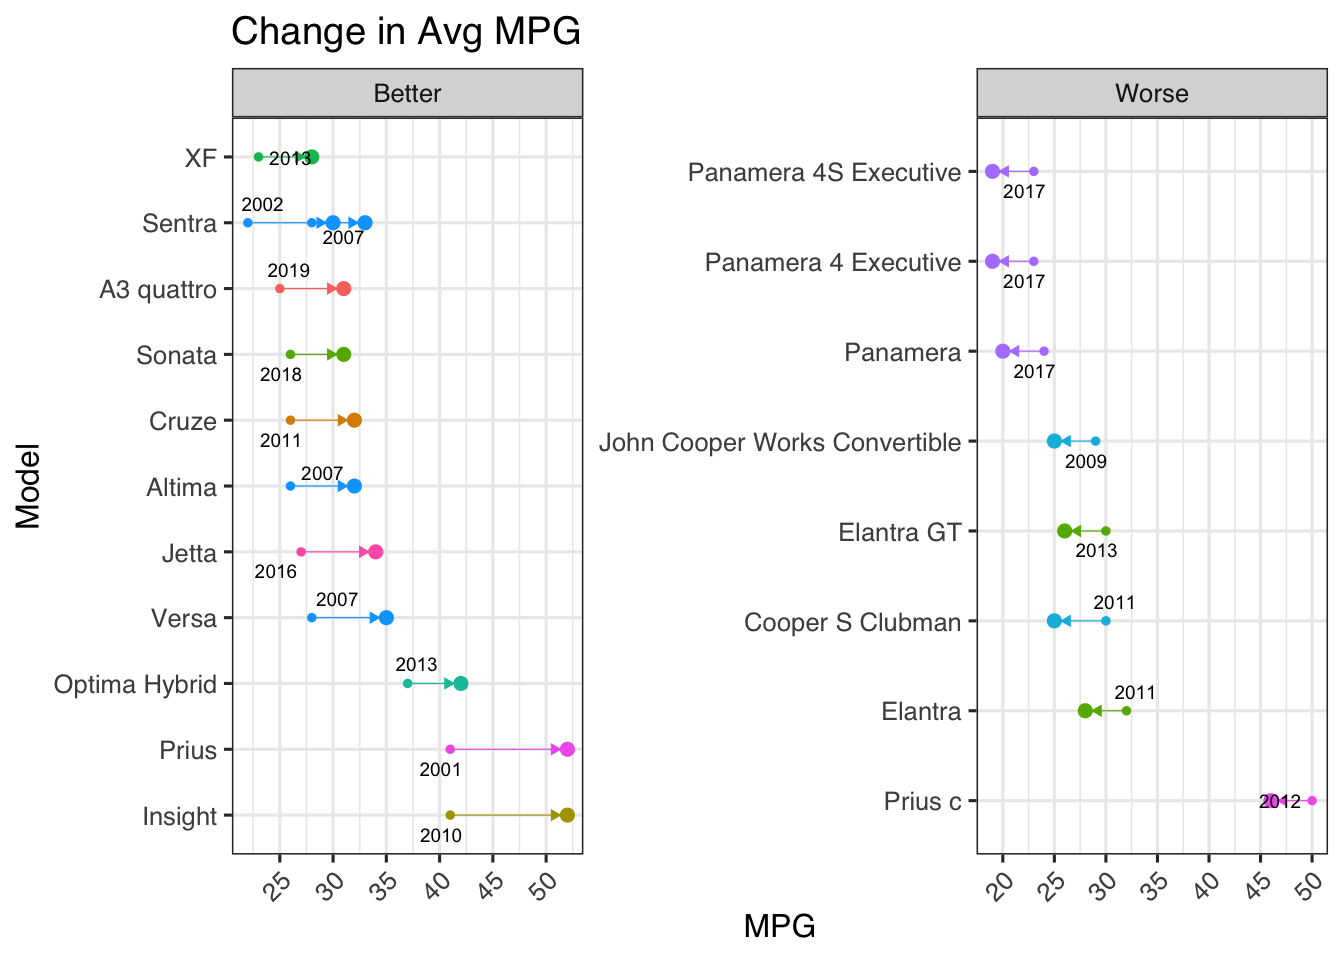 Change in Avg MPG
Better
Worse
Model
XF
Sentra
A3 quattro
Sonata
Cruze
Altima
Jetta
Versa
Optima Hybrid
Prius
Insight
2013
2002
2007
2019
2018
2011
2007
2016
2007
2013
2001
2010
25
30
35
40
45
50
Panamera 4S Executive
Panamera 4 Executive
Panamera
John Cooper Works Convertible
Elantra GT
Cooper S Clubman
Elantra
Prius c
2017
2017
2017
2009
2013
2011
2011
2012
20
25
30
35
40
45
50
MPG